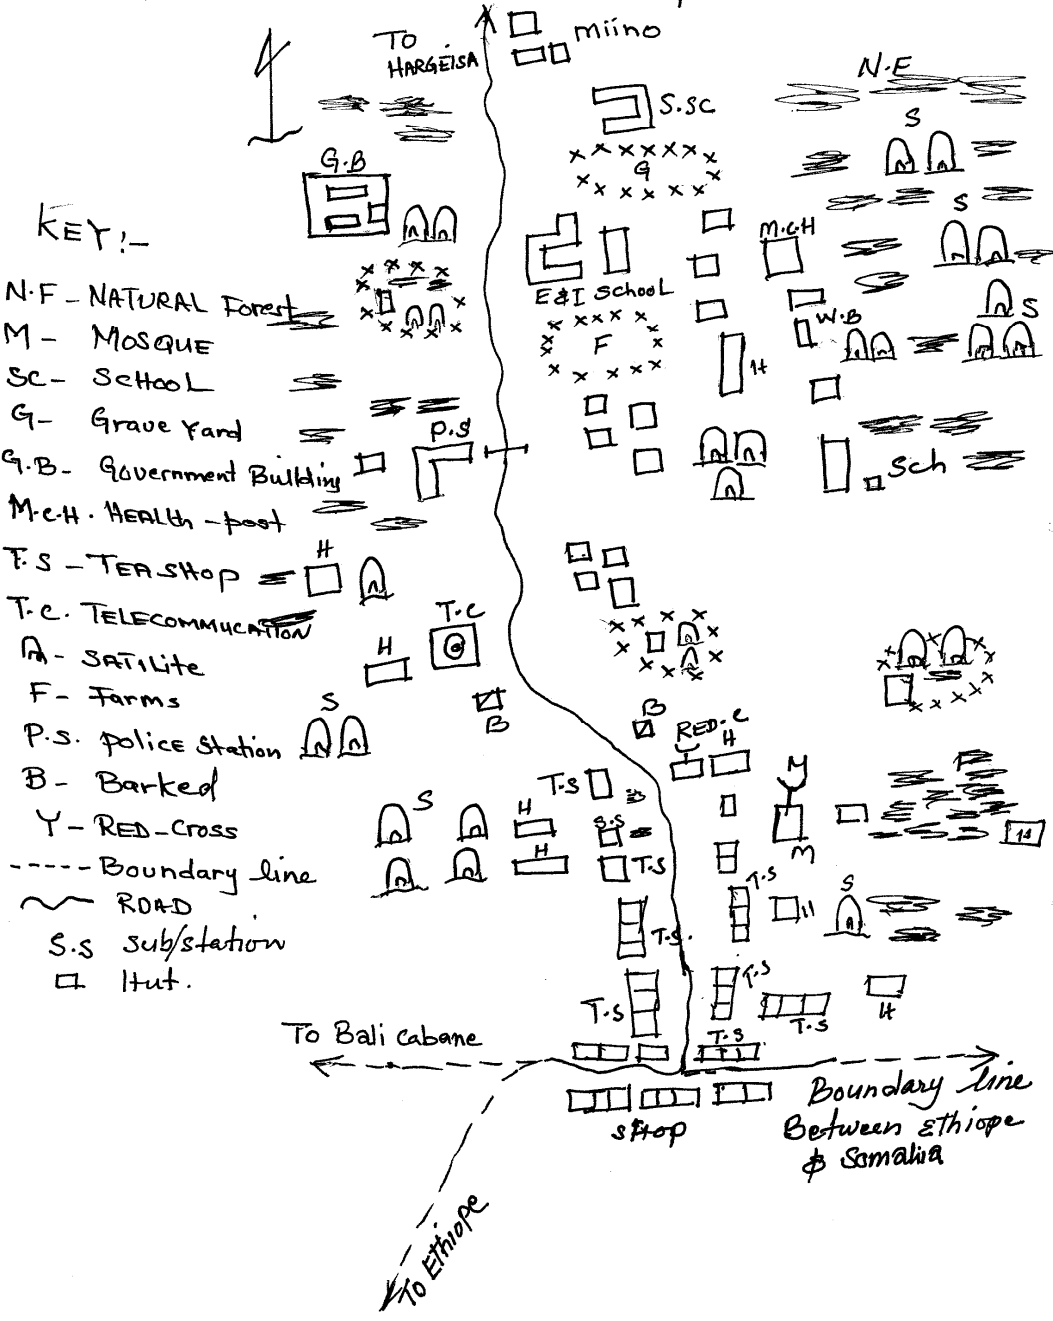 TO
HARGEISA
miino
N.F
S.SC
S
G.B
G
KEY:-
M.C.H
S
E&I SCHOOL
N.F - NATURAL Forest
S
W.B
M - MOSQUE
F
H
SC - SCHOOL
G - Grave Yard
P.S
Sch
G.B - Government Building
M.C.H. HEALTH - post
H
T.S - TEA SHOP
T.C
T.C. TELECOMMUCATION
H
- SATILITE
F - Farms
S
B
B
RED-C
H
P.S. police Station
F
M
B - Barked
T.S
S
H
Y - RED-Cross
S.S
H
T.S
M
H
----- Boundary line
T.S
S
ROAD
T.S.
H
S.S sub/station
T.S
Hut.
T.S
T.S
H
To Bali cabane
T.S
Boundary line
SHOP
Between Ethiope
& Somalia
To Ethiope